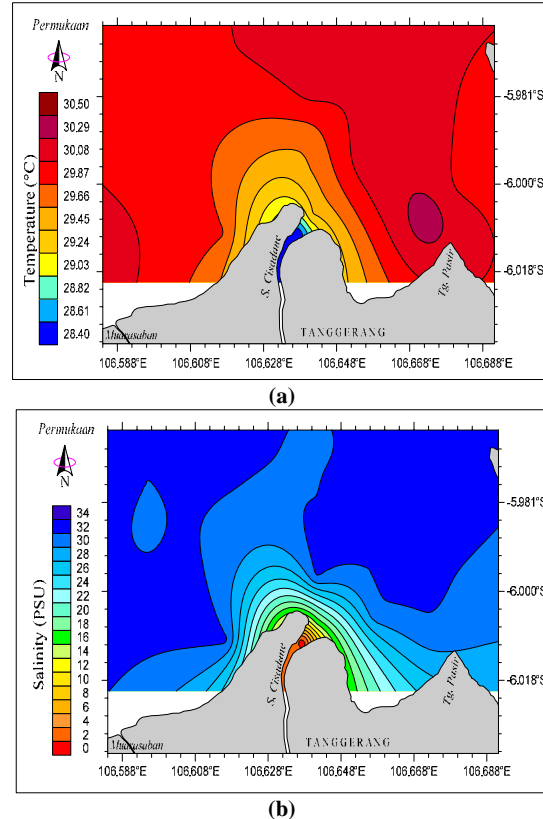 Permukaan
N
Temperature (°C)
30.50
30.29
30.08
29.87
29.66
29.45
29.24
29.03
28.82
28.61
28.40
-5,981°S
-6,000°S
-6,018°S
S. Cisadane
Tg. Pasir
Muarasaban
TANGGERANG
106,588°E 106,608°E 106,628°E 106,648°E 106,668°E 106,688°E
(a)
Permukaan
N
Salinity (PSU)
34
32
30
28
26
24
22
20
18
16
14
12
10
8
6
4
2
0
-5,981°S
-6,000°S
-6,018°S
S. Cisadane
Tg. Pasir
Muarasaban
TANGGERANG
106,588°E 106,608°E 106,628°E 106,648°E 106,668°E 106,688°E
(b)